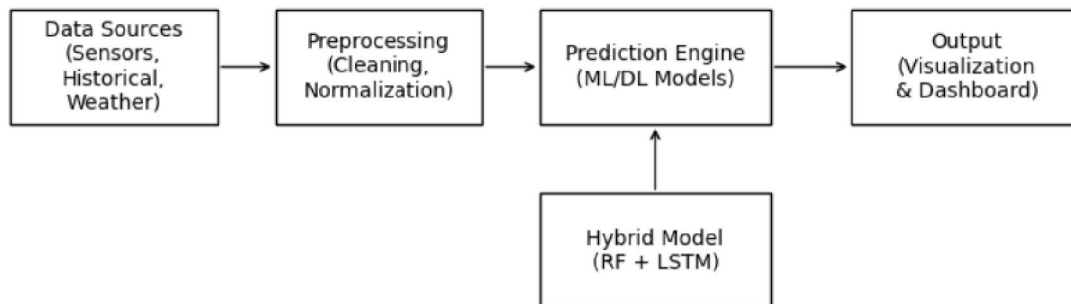 Data Sources
(Sensors,
Historical,
Weather)
Preprocessing
(Cleaning,
Normalization)
Prediction Engine
(ML/DL Models)
Output
(Visualization
& Dashboard)
Hybrid Model
(RF + LSTM)